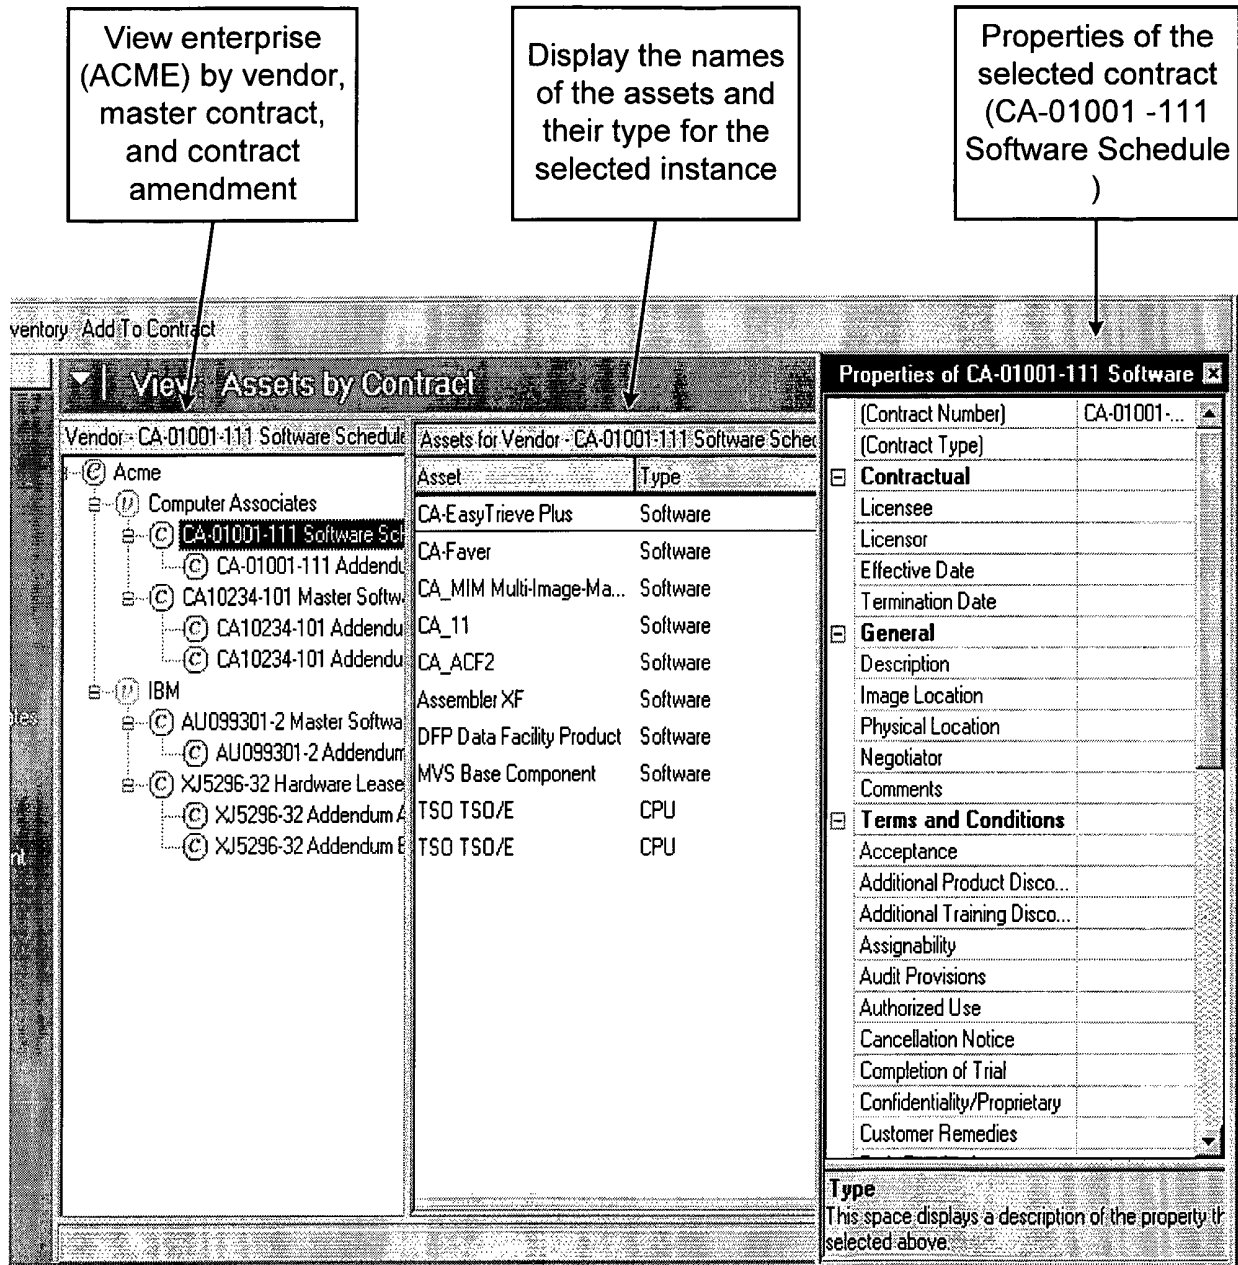 View enterprise
(ACME) by vendor,
master contract,
and contract
amendment
Display the names
of the assets and
their type for the
selected instance
Properties of the
selected contract
(CA-01001 -111
Software Schedule
)
ventory Add To Contract
View: Assets by Contract
Vendor - CA-01001-111 Software Schedule
Acme
Computer Associates
CA-01001-111 Software Sch
CA-01001-111 Addendu
CA10234-101 Master Softw
CA10234-101 Addendu
CA10234-101 Addendu
IBM
AU099301-2 Master Softwa
AU099301-2 Addendum
XJ5296-32 Hardware Lease
XJ5296-32 Addendum A
XJ5296-32 Addendum B
Assets for Vendor - CA-01001-111 Software Sched
Asset Type
CA-EasyTrieve Plus Software
CA-Faver Software
CA_MIM Multi-Image-Ma... Software
CA_11 Software
CA_ACF2 Software
Assembler XF Software
DFP Data Facility Product Software
MVS Base Component Software
TSO TSO/E CPU
TSO TSO/E CPU
Properties of CA-01001-111 Software
(Contract Number) CA-01001-...
(Contract Type)
Contractual
Licensee
Licensor
Effective Date
Termination Date
General
Description
Image Location
Physical Location
Negotiator
Comments
Terms and Conditions
Acceptance
Additional Product Disco...
Additional Training Disco...
Assignability
Audit Provisions
Authorized Use
Cancellation Notice
Completion of Trial
Confidentiality/Proprietary
Customer Remedies
Type
This space displays a description of the property th
selected above.